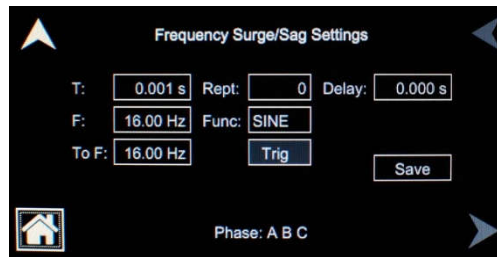 Frequency Surge/Sag Settings
T: 0.001 s Rept: 0 Delay: 0.000 s
F: 16.00 Hz Func: SINE
To F: 16.00 Hz Trig
Save
Phase: A B C